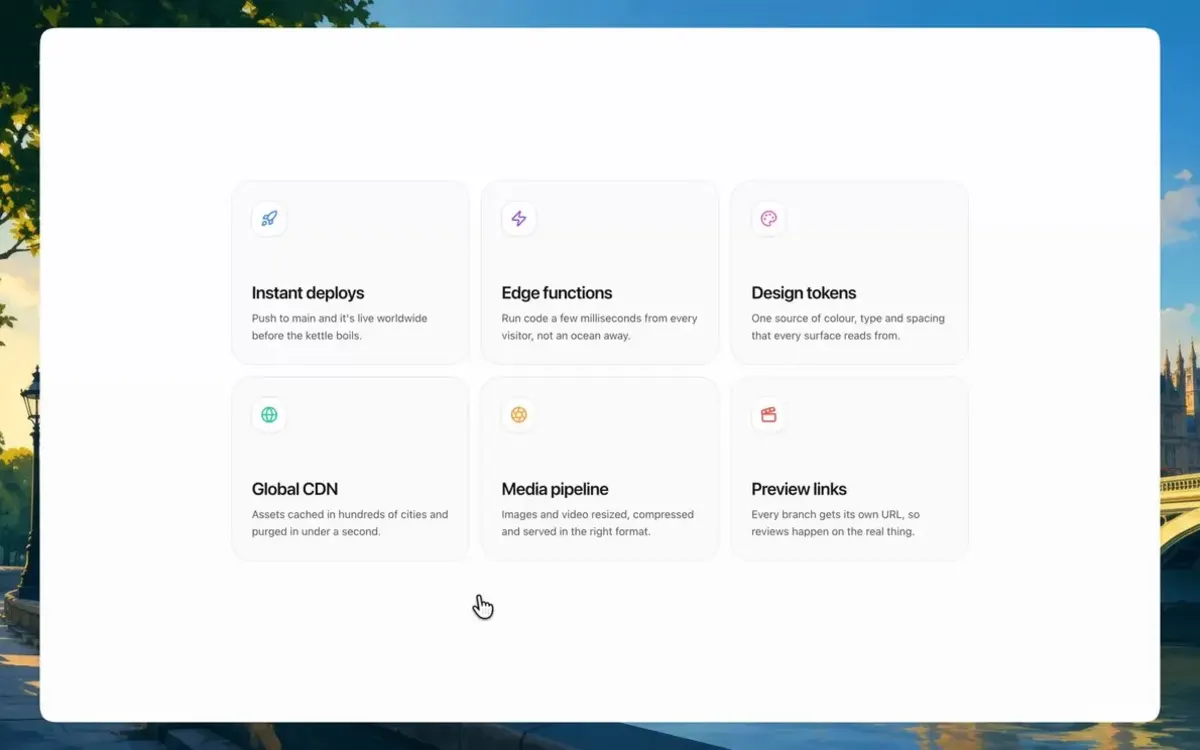 Instant deploys
Push to main and it's live worldwide
before the kettle boils.
Edge functions
Run code a few milliseconds from every
visitor, not an ocean away.
Design tokens
One source of colour, type and spacing
that every surface reads from.
Global CDN
Assets cached in hundreds of cities and
purged in under a second.
Media pipeline
Images and video resized, compressed
and served in the right format.
Preview links
Every branch gets its own URL, so
reviews happen on the real thing.